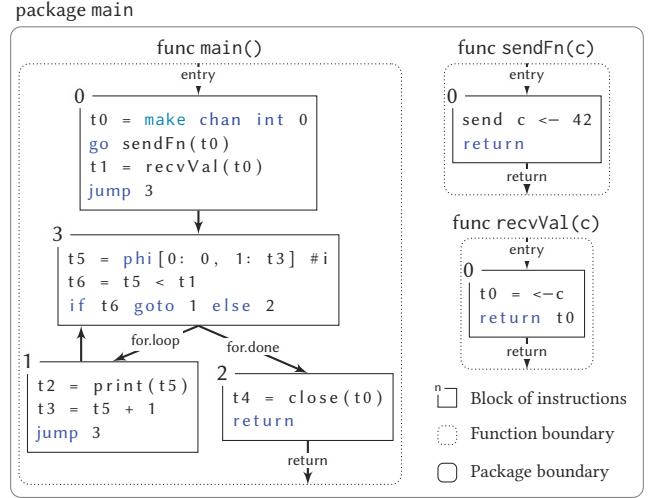 package main
func main()
entry
0
t0 = make chan int 0
go sendFn(t0)
t1 = recvVal(t0)
jump 3
3
t5 = phi[0: 0, 1: t3] #i
t6 = t5 < t1
if t6 goto 1 else 2
for.loop
for.done
1
t2 = print(t5)
t3 = t5 + 1
jump 3
2
t4 = close(t0)
return
return
func sendFn(c)
entry
0
send c <− 42
return
return
func recvVal(c)
entry
0
t0 = <−c
return t0
return
n
Block of instructions
Function boundary
Package boundary